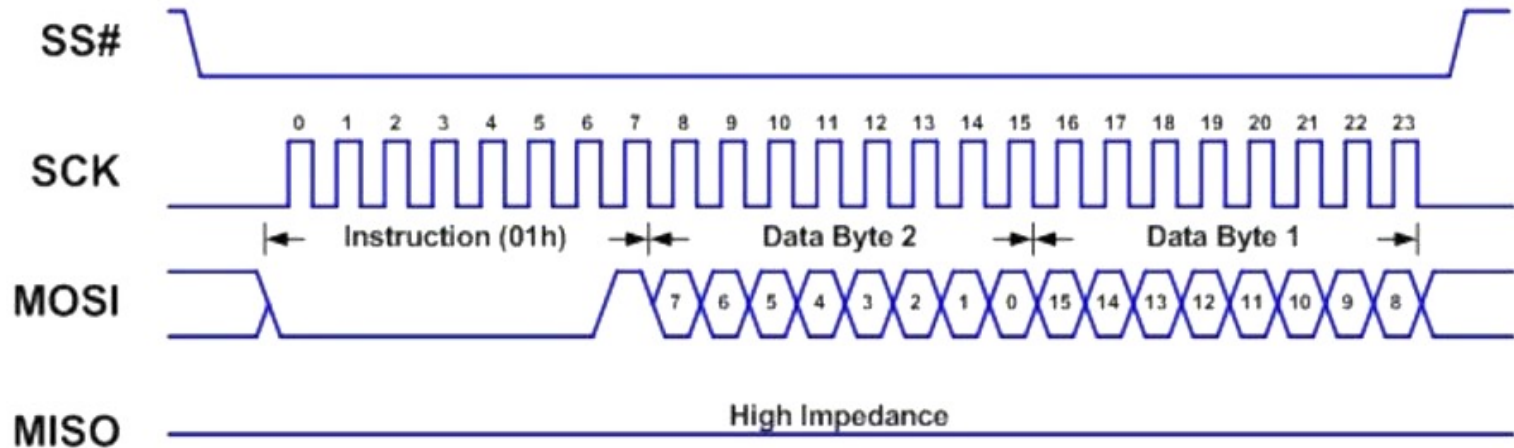 SS#
0 1 2 3 4 5 6 7 8 9 10 11 12 13 14 15 16 17 18 19 20 21 22 23
SCK
Instruction (01h) Data Byte 2 Data Byte 1
MOSI 7 6 5 4 3 2 1 0 15 14 13 12 11 10 9 8
High Impedance
MISO